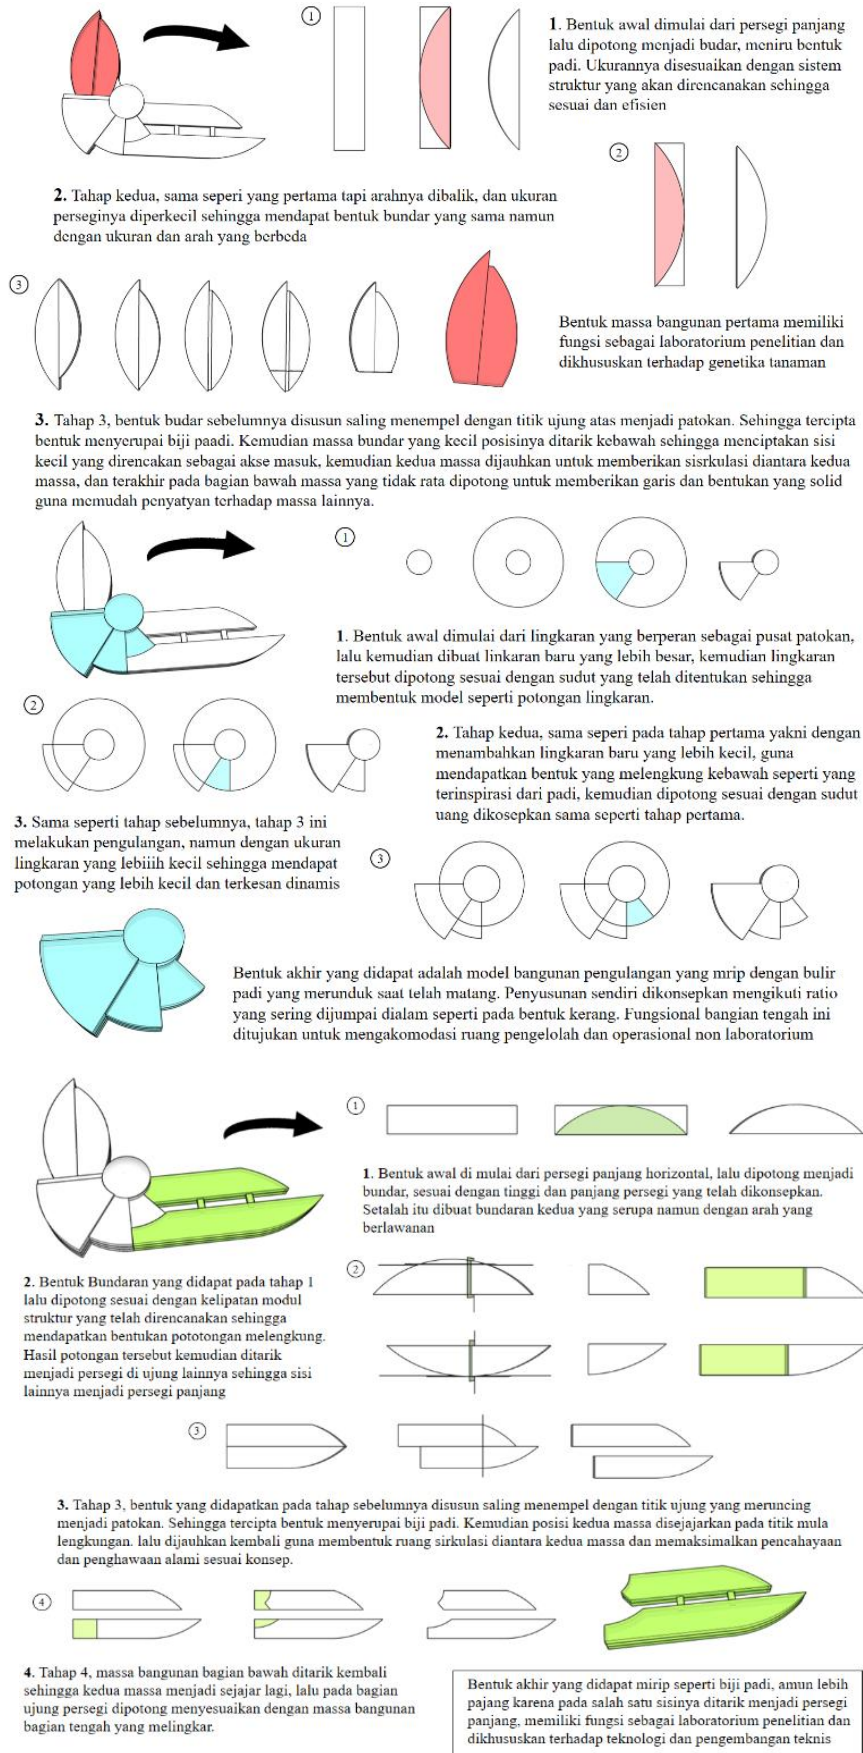 1
1. Bentuk awal dimulai dari persegi panjang
lalu dipotong menjadi budar, meniru bentuk
padi. Ukurannya disesuaikan dengan sistem
struktur yang akan direncanakan sehingga
sesuai dan efisien
2
2. Tahap kedua, sama seperi yang pertama tapi arahnya dibalik, dan ukuran
perseginya diperkecil sehingga mendapat bentuk bundar yang sama namun
dengan ukuran dan arah yang berbeda
3
Bentuk massa bangunan pertama memiliki
fungsi sebagai laboratorium penelitian dan
dikhususkan terhadap genetika tanaman
3. Tahap 3, bentuk budar sebelumnya disusun saling menempel dengan titik ujung atas menjadi patokan. Sehingga tercipta
bentuk menyerupai biji paadi. Kemudian massa bundar yang kecil posisinya ditarik kebawah sehingga menciptakan sisi
kecil yang direncakan sebagai akse masuk, kemudian kedua massa dijauhkan untuk memberikan sisrkulasi diantara kedua
massa, dan terakhir pada bagian bawah massa yang tidak rata dipotong untuk memberikan garis dan bentukan yang solid
guna memudah penyatyan terhadap massa lainnya.
1
1. Bentuk awal dimulai dari lingkaran yang berperan sebagai pusat patokan,
lalu kemudian dibuat linkaran baru yang lebih besar, kemudian lingkaran
tersebut dipotong sesuai dengan sudut yang telah ditentukan sehingga
membentuk model seperti potongan lingkaran.
2
2. Tahap kedua, sama seperi pada tahap pertama yakni dengan
menambahkan lingkaran baru yang lebih kecil, guna
mendapatkan bentuk yang melengkung kebawah seperti yang
terinspirasi dari padi, kemudian dipotong sesuai dengan sudut
uang dikosepkan sama seperti tahap pertama.
3. Sama seperti tahap sebelumnya, tahap 3 ini
melakukan pengulangan, namun dengan ukuran
lingkaran yang lebiiih kecil sehingga mendapat
potongan yang lebih kecil dan terkesan dinamis
3
Bentuk akhir yang didapat adalah model bangunan pengulangan yang mrip dengan bulir
padi yang merunduk saat telah matang. Penyusunan sendiri dikonsepkan mengikuti ratio
yang sering dijumpai dialam seperti pada bentuk kerang. Fungsional bangian tengah ini
ditujukan untuk mengakomodasi ruang pengelolah dan operasional non laboratorium
1
1. Bentuk awal di mulai dari persegi panjang horizontal, lalu dipotong menjadi
bundar, sesuai dengan tinggi dan panjang persegi yang telah dikonsepkan.
Setalah itu dibuat bundaran kedua yang serupa namun dengan arah yang
berlawanan
2
2. Bentuk Bundaran yang didapat pada tahap 1
lalu dipotong sesuai dengan kelipatan modul
struktur yang telah direncanakan sehingga
mendapatkan bentukan pototongan melengkung.
Hasil potongan tersebut kemudian ditarik
menjadi persegi di ujung lainnya sehingga sisi
lainnya menjadi persegi panjang
3
3. Tahap 3, bentuk yang didapatkan pada tahap sebelumnya disusun saling menempel dengan titik ujung yang meruncing
menjadi patokan. Sehingga tercipta bentuk menyerupai biji padi. Kemudian posisi kedua massa disejajarkan pada titik mula
lengkungan. lalu dijauhkan kembali guna membentuk ruang sirkulasi diantara kedua massa dan memaksimalkan pencahayaan
dan penghawaan alami sesuai konsep.
4
4. Tahap 4, massa bangunan bagian bawah ditarik kembali
sehingga kedua massa menjadi sejajar lagi, lalu pada bagian
ujung persegi dipotong menyesuaikan dengan massa bangunan
bagian tengah yang melingkar.
Bentuk akhir yang didapat mirip seperti biji padi, amun lebih
pajang karena pada salah satu sisinya ditarik menjadi persegi
panjang, memiliki fungsi sebagai laboratorium penelitian dan
dikhususkan terhadap teknologi dan pengembangan teknis